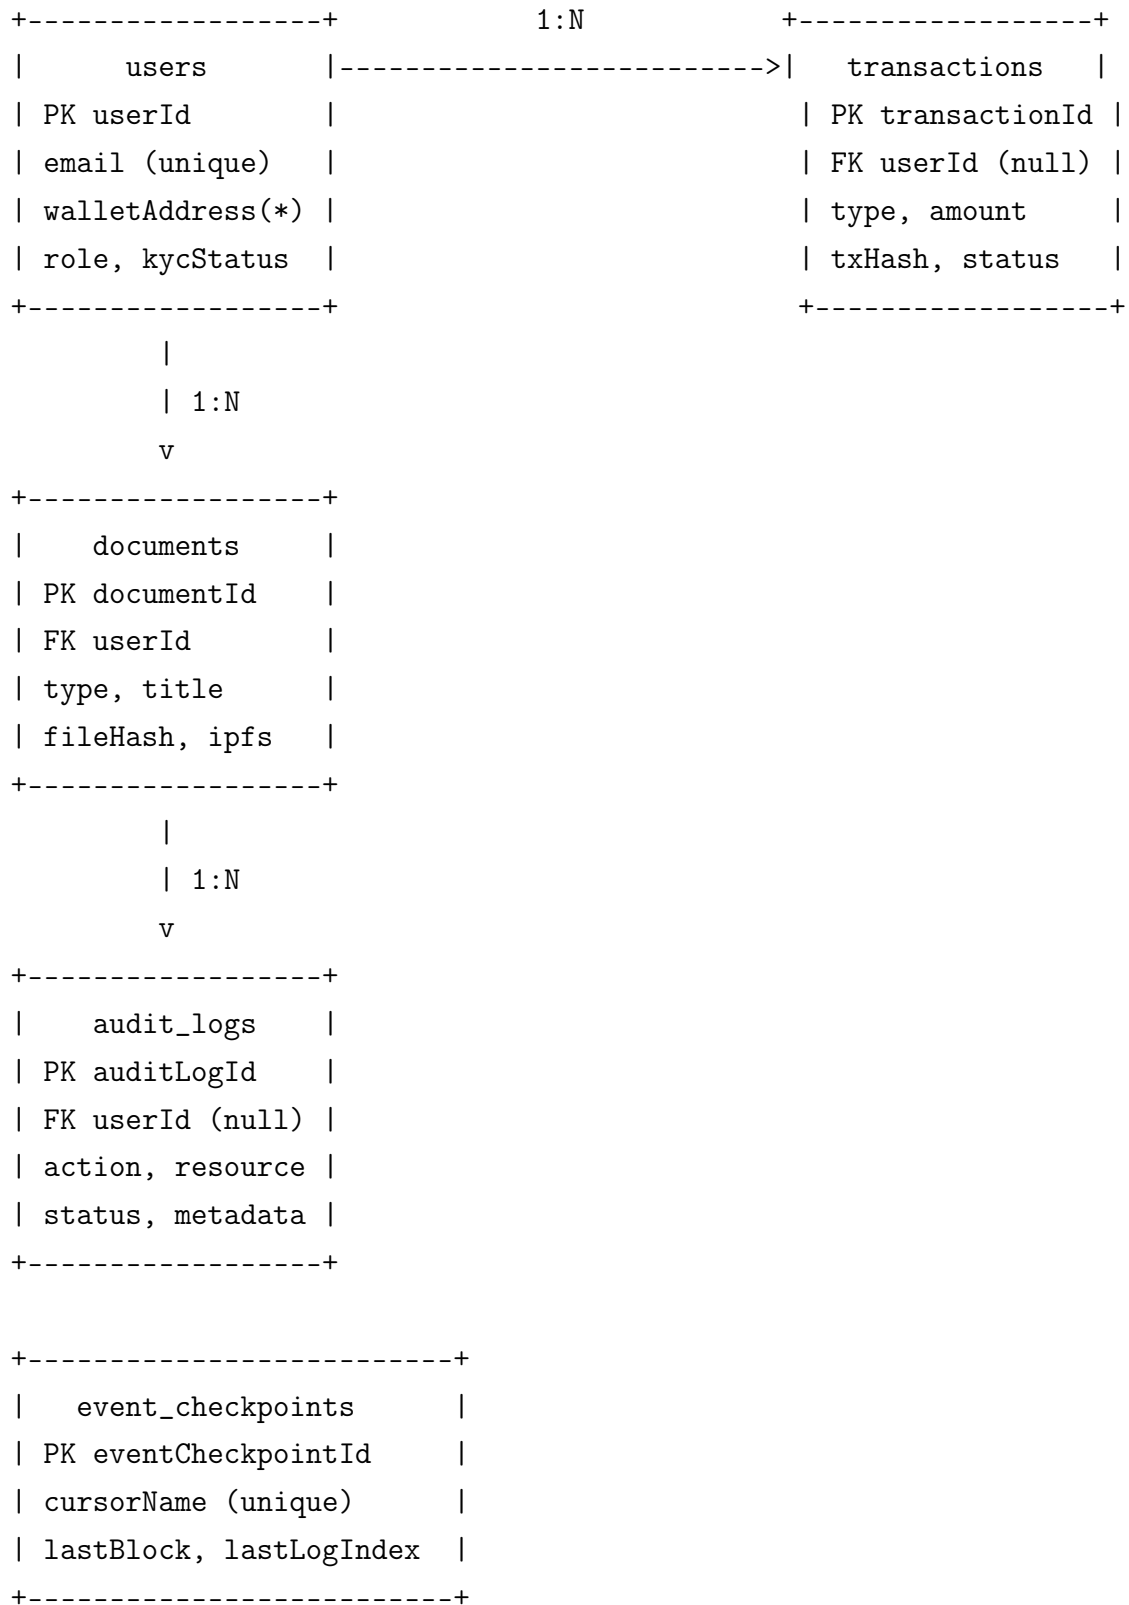 +------------------+            1:N            +------------------+
|      users       |-------------------------->|   transactions   |
| PK userId        |                            | PK transactionId |
| email (unique)   |                            | FK userId (null) |
| walletAddress(*) |                            | type, amount     |
| role, kycStatus  |                            | txHash, status   |
+------------------+                            +------------------+
         |
         | 1:N
         v
+------------------+
|    documents     |
| PK documentId    |
| FK userId        |
| type, title      |
| fileHash, ipfs   |
+------------------+
         |
         | 1:N
         v
+------------------+
|    audit_logs    |
| PK auditLogId    |
| FK userId (null) |
| action, resource |
| status, metadata |
+------------------+

+--------------------------+
|   event_checkpoints      |
| PK eventCheckpointId     |
| cursorName (unique)      |
| lastBlock, lastLogIndex  |
+--------------------------+